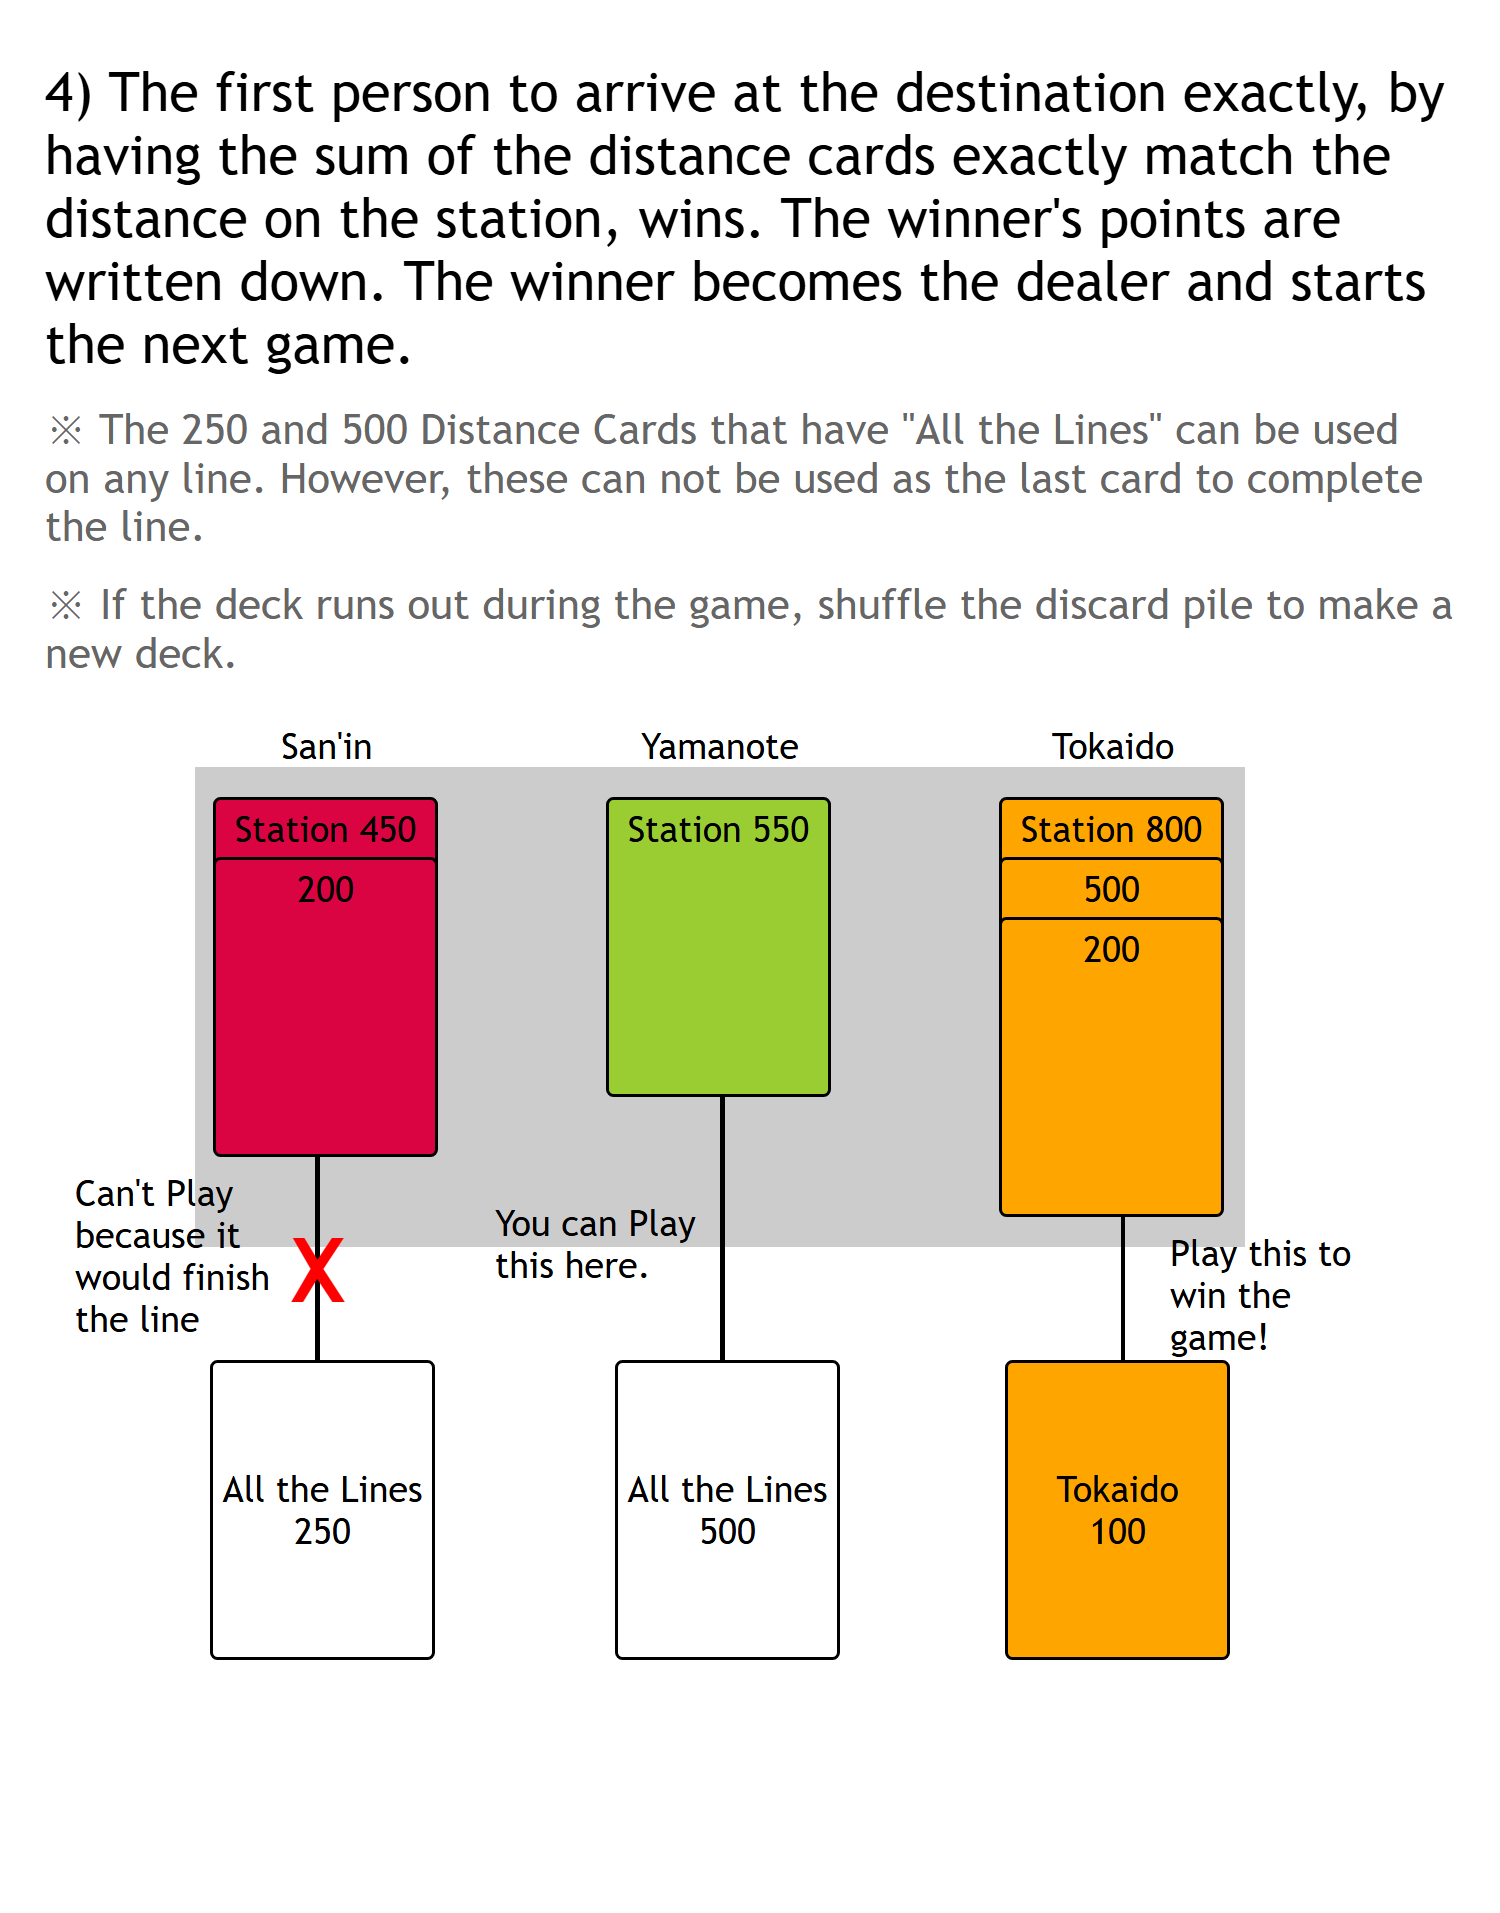 4) The first person to arrive at the destination exactly, by
having the sum of the distance cards exactly match the
distance on the station, wins. The winner's points are
written down. The winner becomes the dealer and starts
the next game.
※ The 250 and 500 Distance Cards that have "All the Lines" can be used
on any line. However, these can not be used as the last card to complete
the line.
※ If the deck runs out during the game, shuffle the discard pile to make a
new deck.
San'in
Yamanote
Tokaido
Station 450
200
Station 550
Station 800
500
200
Can't Play
because it
would finish
the line
X
You can Play
this here.
Play this to
win the
game!
All the Lines
250
All the Lines
500
Tokaido
100